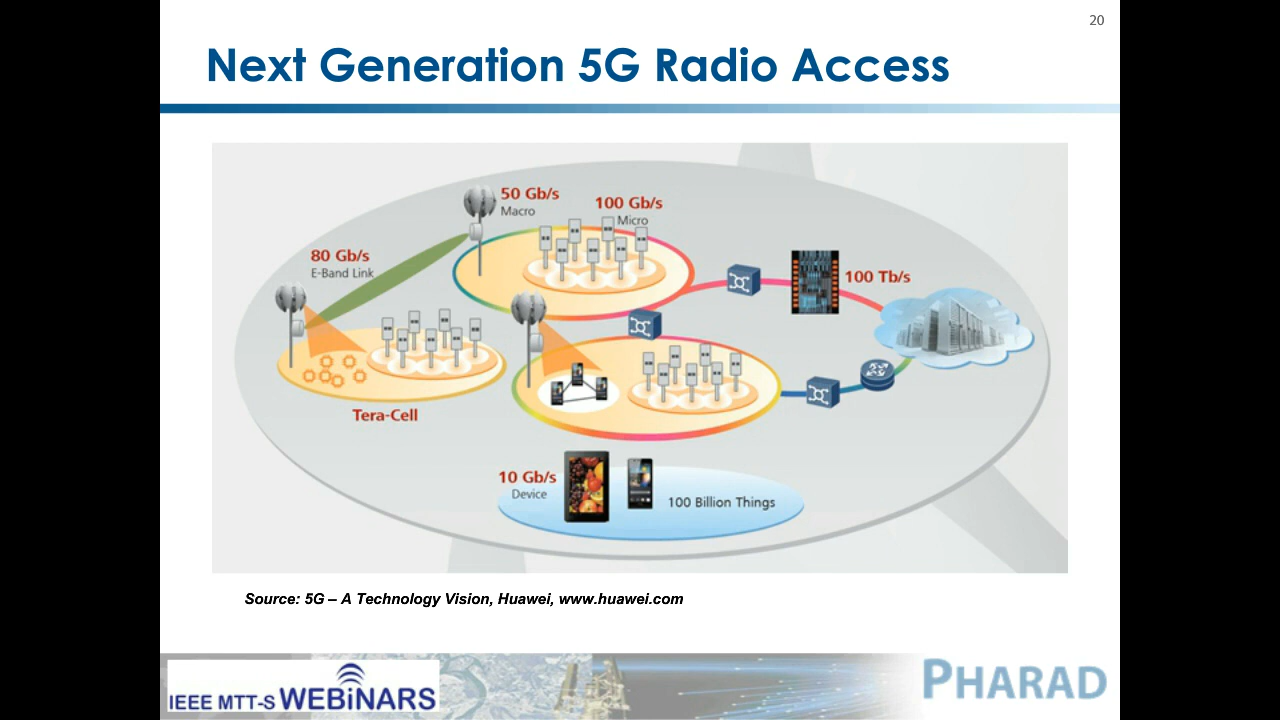 20
Next Generation 5G Radio Access
50 Gb/s
Macro
100 Gb/s
Micro
80 Gb/s
E-Band Link
100 Tb/s
Tera-Cell
10 Gb/s
Device
100 Billion Things
Source: 5G – A Technology Vision, Huawei, www.huawei.com
IEEE MTT-S WEBiNARS
PHARAD